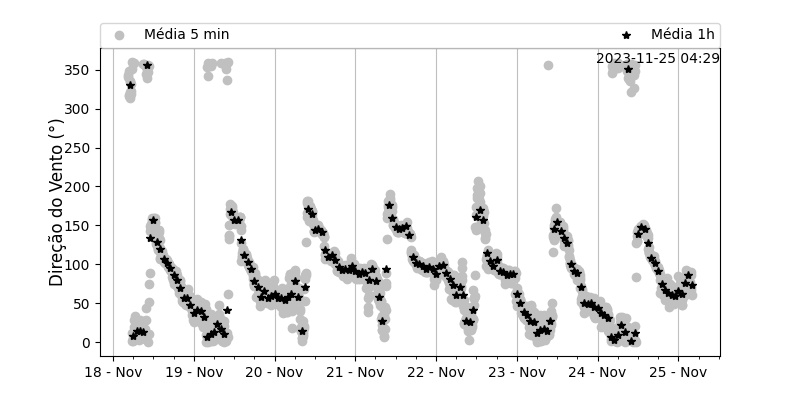 Média 5 min
Média 1h
2023-11-25 04:29
Direção do Vento (°)
350
300
250
200
150
100
50
0
18 - Nov
19 - Nov
20 - Nov
21 - Nov
22 - Nov
23 - Nov
24 - Nov
25 - Nov